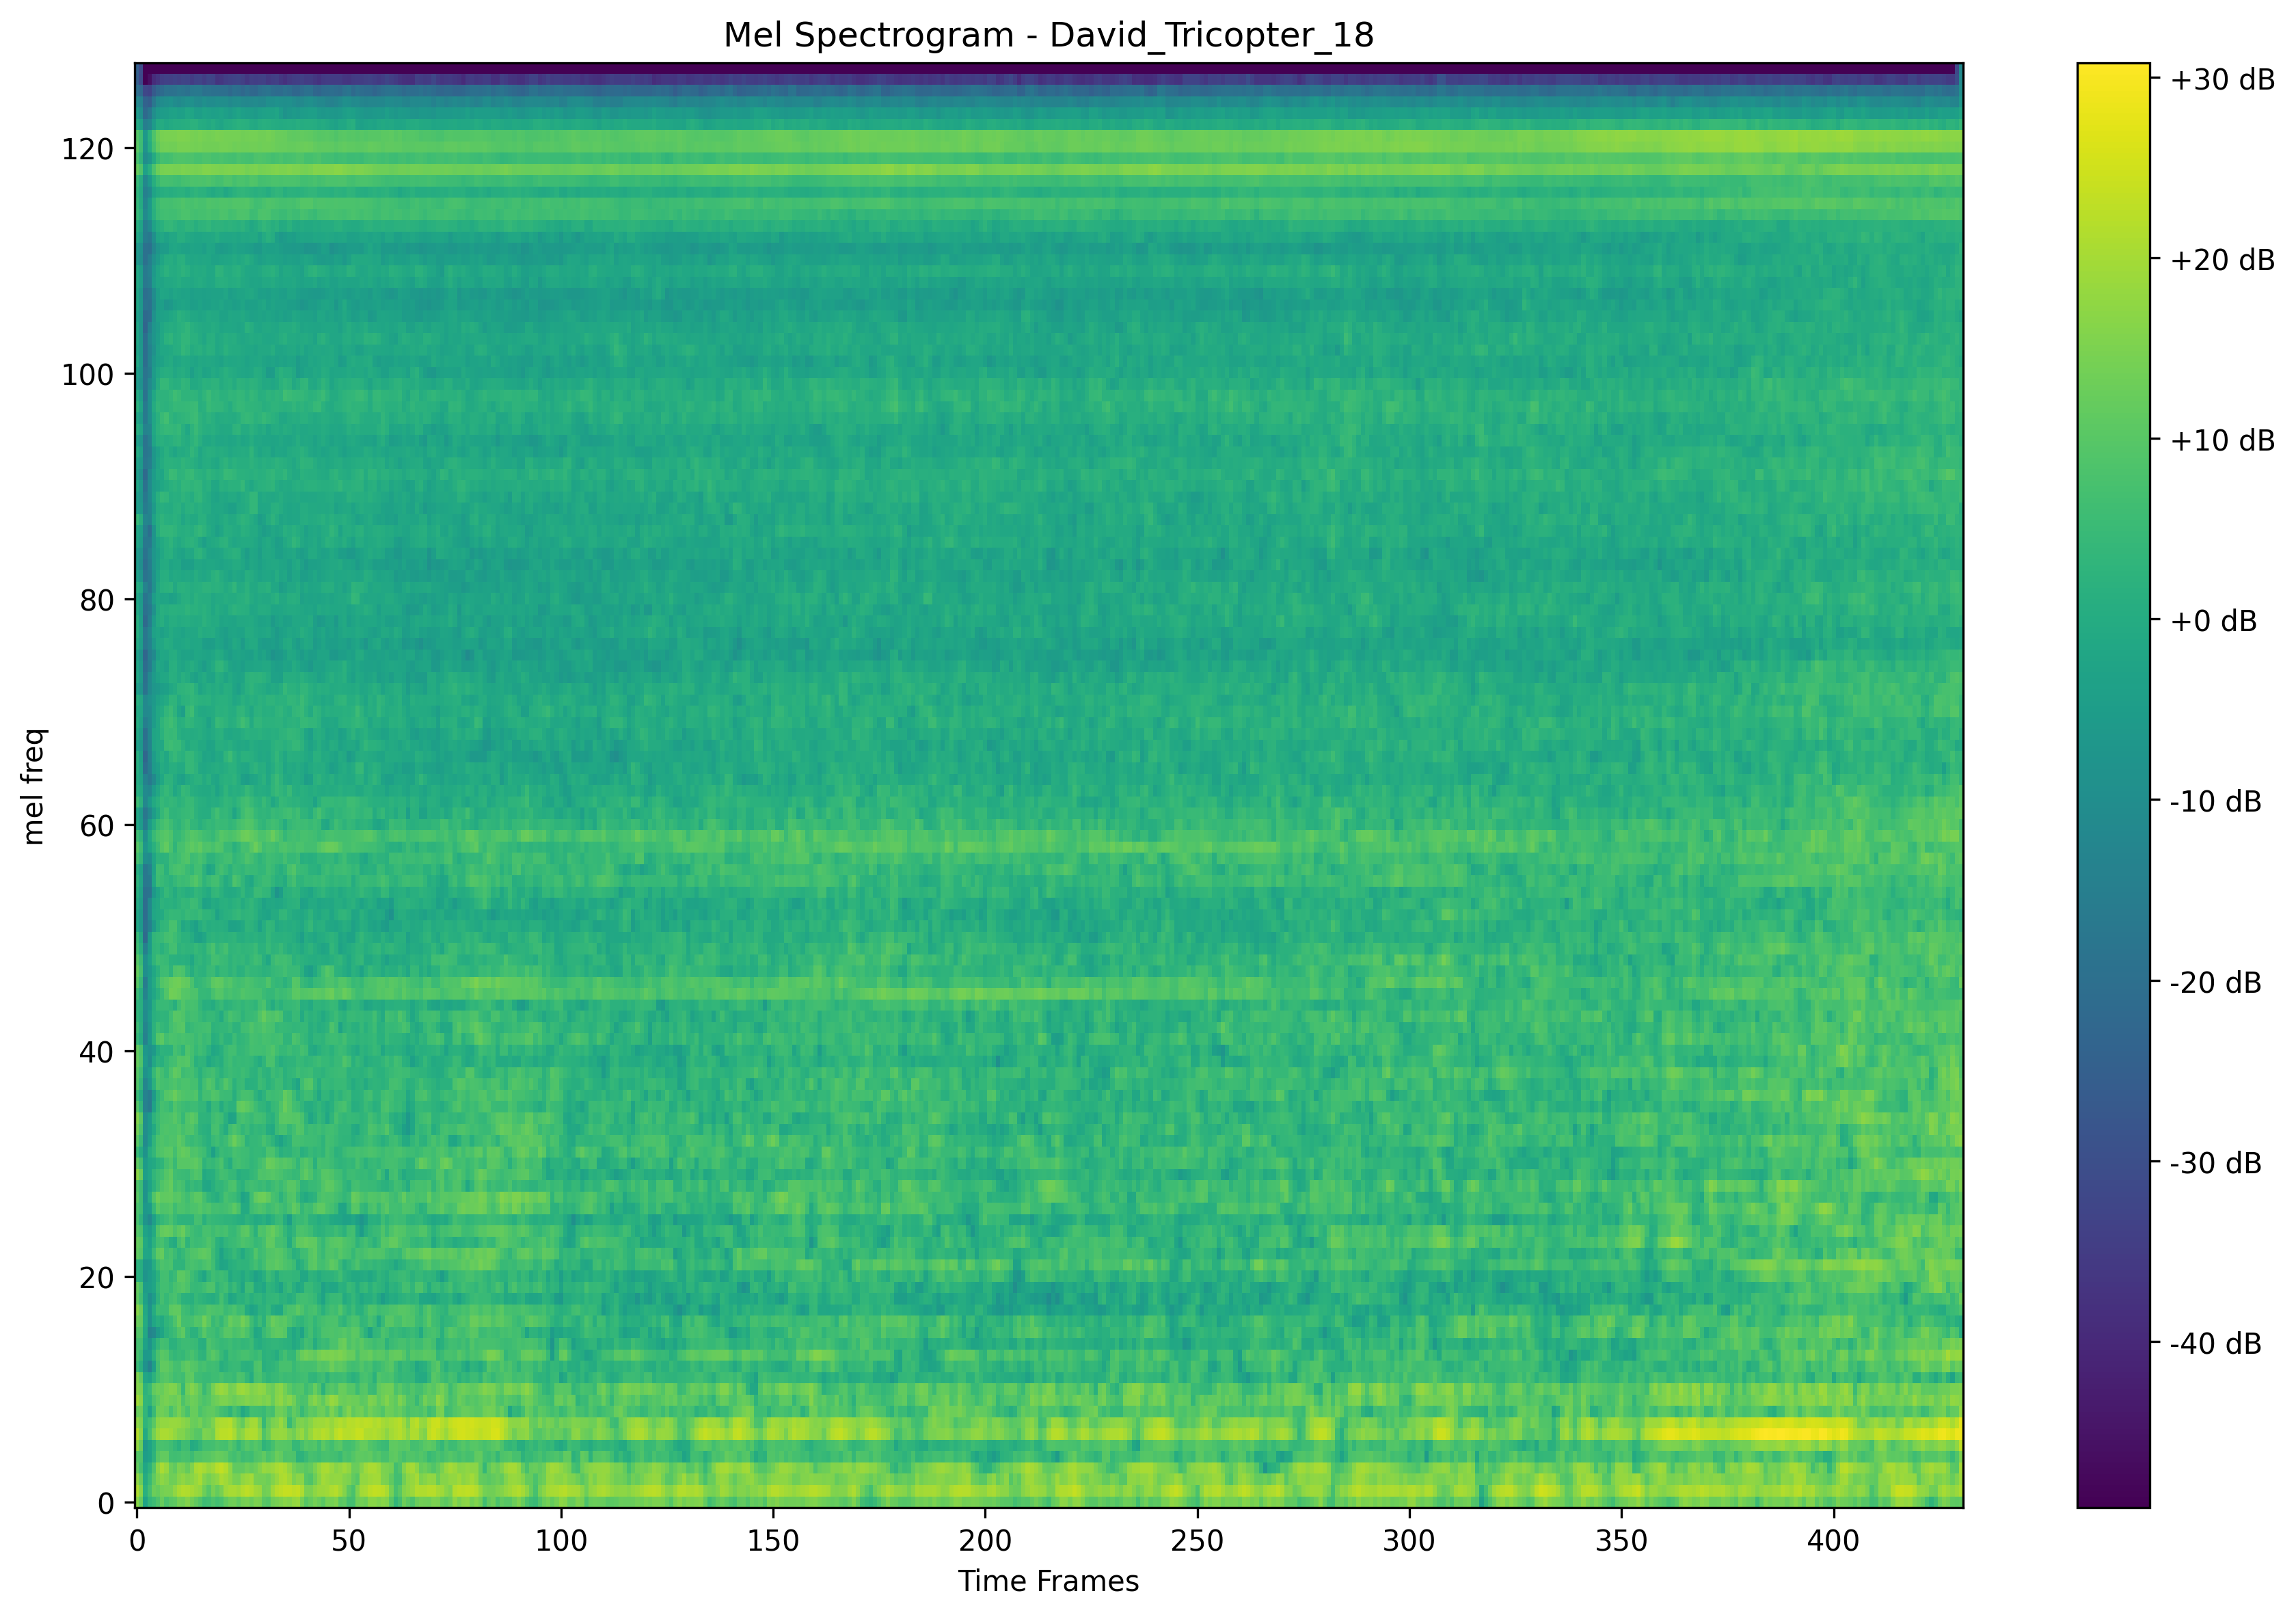 Mel Spectrogram - David_Tricopter_18
mel freq
120
100
80
60
40
20
0
0 50 100 150 200 250 300 350 400
Time Frames
+30 dB
+20 dB
+10 dB
+0 dB
-10 dB
-20 dB
-30 dB
-40 dB